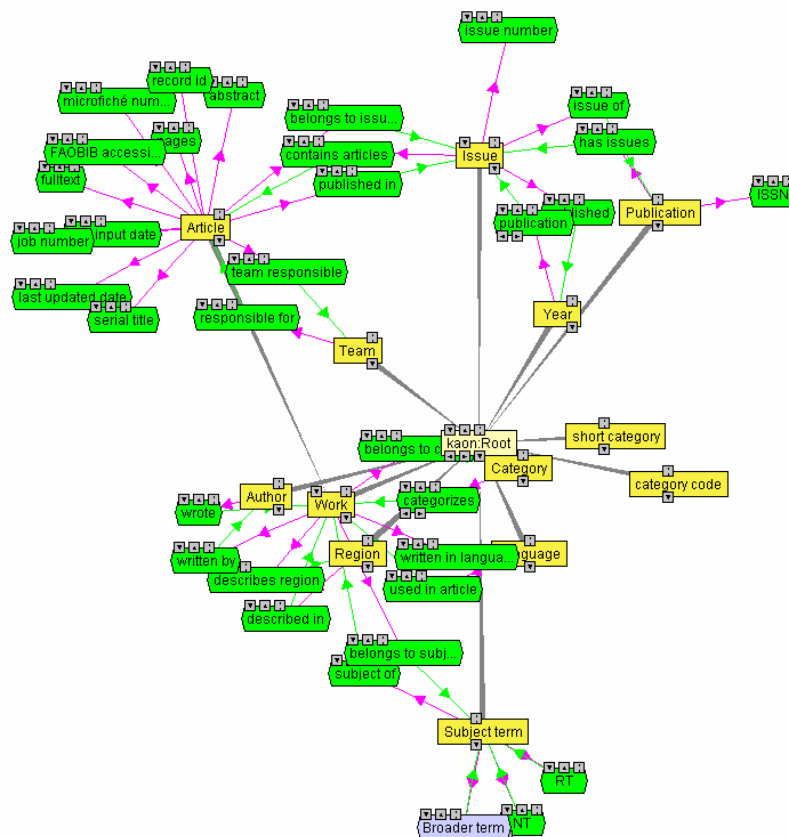 issue number
record id
abstract
microfiché num...
issue of
belongs to issu...
has issues
pages
FAOBIB accessi...
contains articles
Issue
fulltext
published in
ISSN
Publication
publication
Article
input date
job number
team responsible
last updated date
Year
serial title
responsible for
Team
short category
kaon:Root
belongs to c
Category
category code
Author
Work
categorizes
wrote
Region
written in langua...
written by
describes region
used in article
described in
belongs to subj...
subject of
Subject term
RT
Broader term
NT